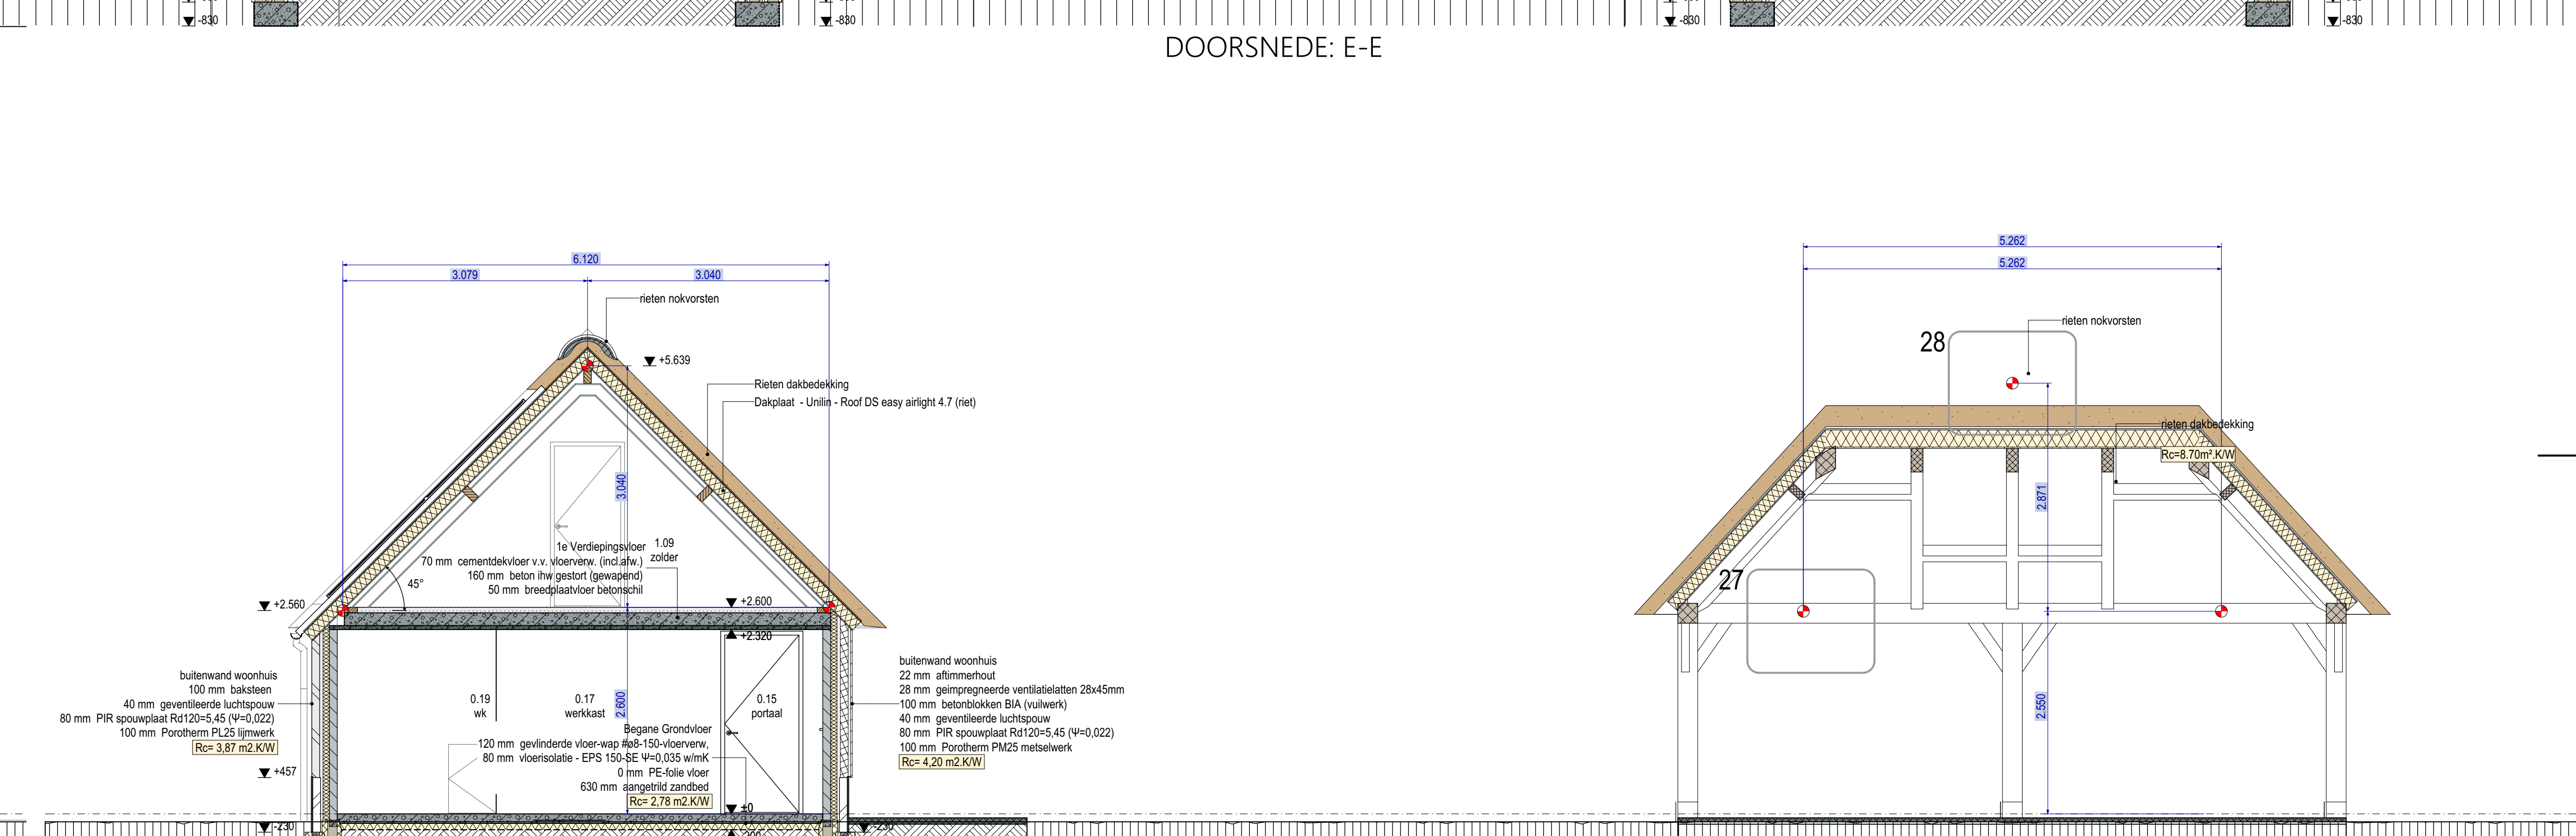 -830
-830
-830
-830
DOORSNEDE: E-E
5.262
6.120
5.262
3.079
3.040
rieten nokvorsten
rieten nokvorsten
28
+5.639
Rieten dakbedekking
Dakplaat - Unilin - Roof DS easy airlight 4.7 (riet)
rieten dakbedekking
Rc=8.70m².K/W
3.040
2.871
1e Verdiepingsvloer
70 mm cementdekvloer v.v. vloerverw. (incl.afw.)
160 mm beton ihw gestort (gewapend)
50 mm breedplaatvloer betonschil
1.09
zolder
45°
27
+2.560
+2.600
+2.320
buitenwand woonhuis
100 mm baksteen
40 mm geventileerde luchtspouw
80 mm PIR spouwplaat Rd120=5,45 (Ψ=0,022)
100 mm Porotherm PL25 lijmwerk
Rc= 3,87 m2.K/W
+457
0.19
wk
0.17
werkkast
2.600
0.15
portaal
buitenwand woonhuis
22 mm aftimmerhout
28 mm geimpregneerde ventilatielatten 28x45mm
100 mm betonblokken BIA (vuilwerk)
40 mm geventileerde luchtspouw
80 mm PIR spouwplaat Rd120=5,45 (Ψ=0,022)
100 mm Porotherm PM25 metselwerk
Rc= 4,20 m2.K/W
2.550
Begane Grondvloer
120 mm gevlinderde vloer-wap #ø8-150-vloerverw,
80 mm vloerisolatie - EPS 150-SE Ψ=0,035 w/mK
0 mm PE-folie vloer
630 mm aangetrild zandbed
Rc= 2,78 m2.K/W
±0
-230
-230